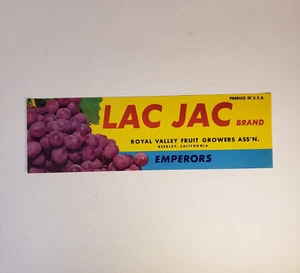 PRODUCE OF U.S.A.
LAC JAC BRAND
ROYAL VALLEY FRUIT GROWERS ASS'N.
REEDLEY, CALIFORNIA
EMPERORS